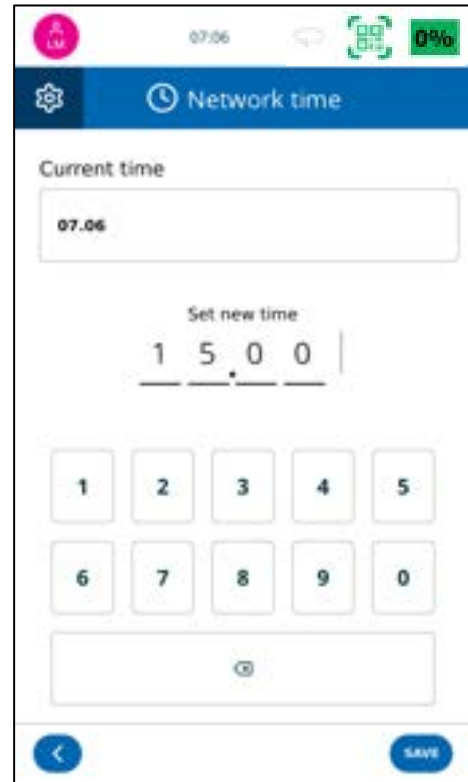 LM 07:06 0%
Network time
Current time
07.06
Set new time
1 5.0 0
1 2 3 4 5
6 7 8 9 0
SAVE